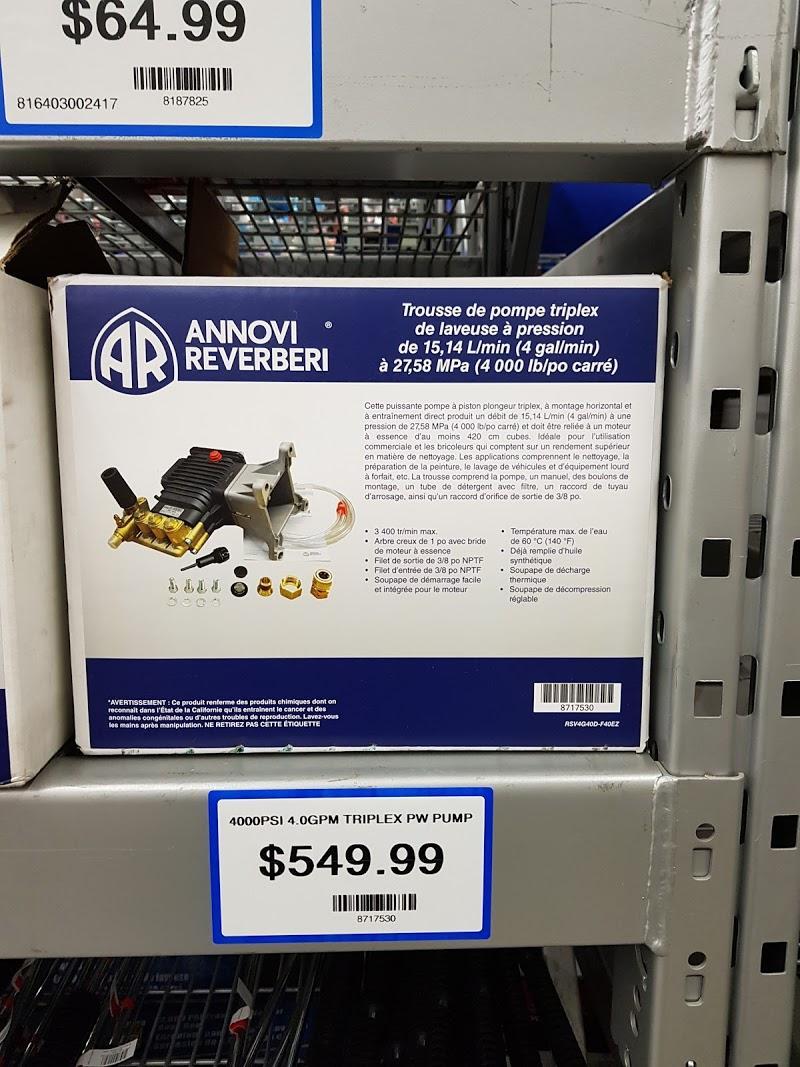 $64.99
816403002417
8187825
AR
ANNOVI
REVERBERI
®
Trousse de pompe triplex
de laveuse à pression
de 15,14 L/min (4 gal/min)
à 27,58 MPa (4 000 lb/po carré)
Cette puissante pompe à piston plongeur triplex, à montage horizontal et
à entraînement direct produit un débit de 15,14 L/min (4 gal/min) à une
pression de 27,58 MPa (4 000 lb/po carré) et doit être reliée à un moteur
à essence d'au moins 420 cm cubes. Idéale pour l'utilisation
commerciale et les bricoleurs qui comptent sur un rendement supérieur
en matière de nettoyage. Les applications comprennent le nettoyage, la
préparation de la peinture, le lavage de véhicules et d'équipement lourd
à forfait, etc. La trousse comprend la pompe, un manuel, des boulons de
montage, un tube de détergent avec filtre, un raccord de tuyau
d'arrosage, ainsi qu'un raccord d'orifice de sortie de 3/8 po.
• 3 400 tr/min max.
• Arbre creux de 1 po avec bride
de moteur à essence
• Filet de sortie de 3/8 po NPTF
• Filet d'entrée de 3/8 po NPTF
• Soupape de démarrage facile
et intégrée pour le moteur
• Température max. de l'eau
de 60 °C (140 °F)
• Déjà remplie d'huile
synthétique
• Soupape de décharge
thermique
• Soupape de décompression
réglable
*AVERTISSEMENT : Ce produit renferme des produits chimiques dont on
reconnaît dans l'État de la Californie qu'ils entraînent le cancer et des
anomalies congénitales ou d'autres troubles de reproduction. Lavez-vous
les mains après manipulation. NE RETIREZ PAS CETTE ÉTIQUETTE
8717530
RSV4G40D-F40EZ
4000PSI 4.0GPM TRIPLEX PW PUMP
$549.99
8717530